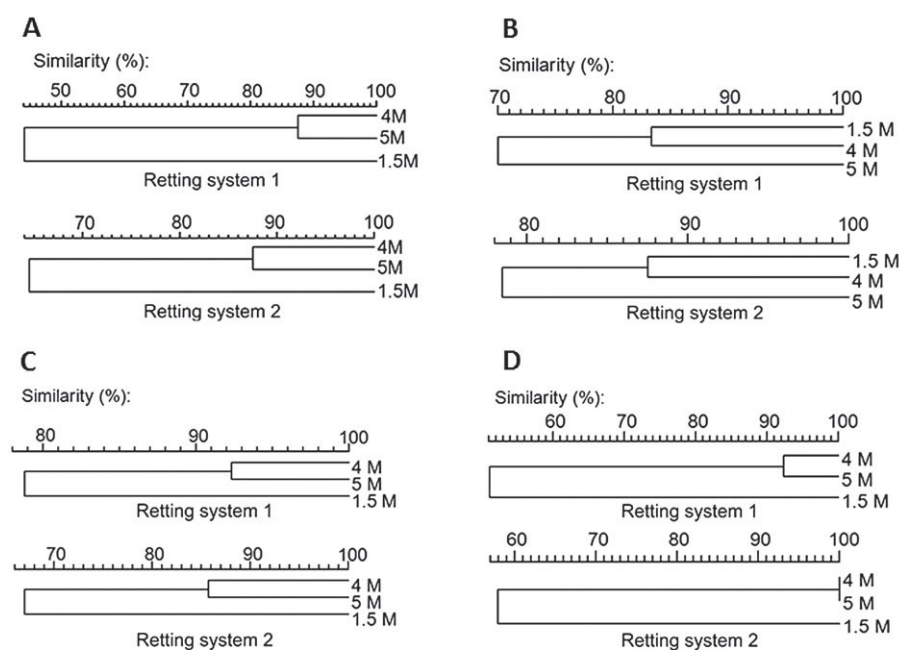 A
Similarity (%):
50 60 70 80 90 100
4M
5M
1.5M
Retting system 1
70 80 90 100
4M
5M
1.5M
Retting system 2
B
Similarity (%):
70 80 90 100
1.5 M
4 M
5 M
Retting system 1
80 90 100
1.5 M
4 M
5 M
Retting system 2
C
Similarity (%):
80 90 100
4 M
5 M
1.5 M
Retting system 1
70 80 90 100
4 M
5 M
1.5 M
Retting system 2
D
Similarity (%):
60 70 80 90 100
4 M
5 M
1.5 M
Retting system 1
60 70 80 90 100
4 M
5 M
1.5 M
Retting system 2